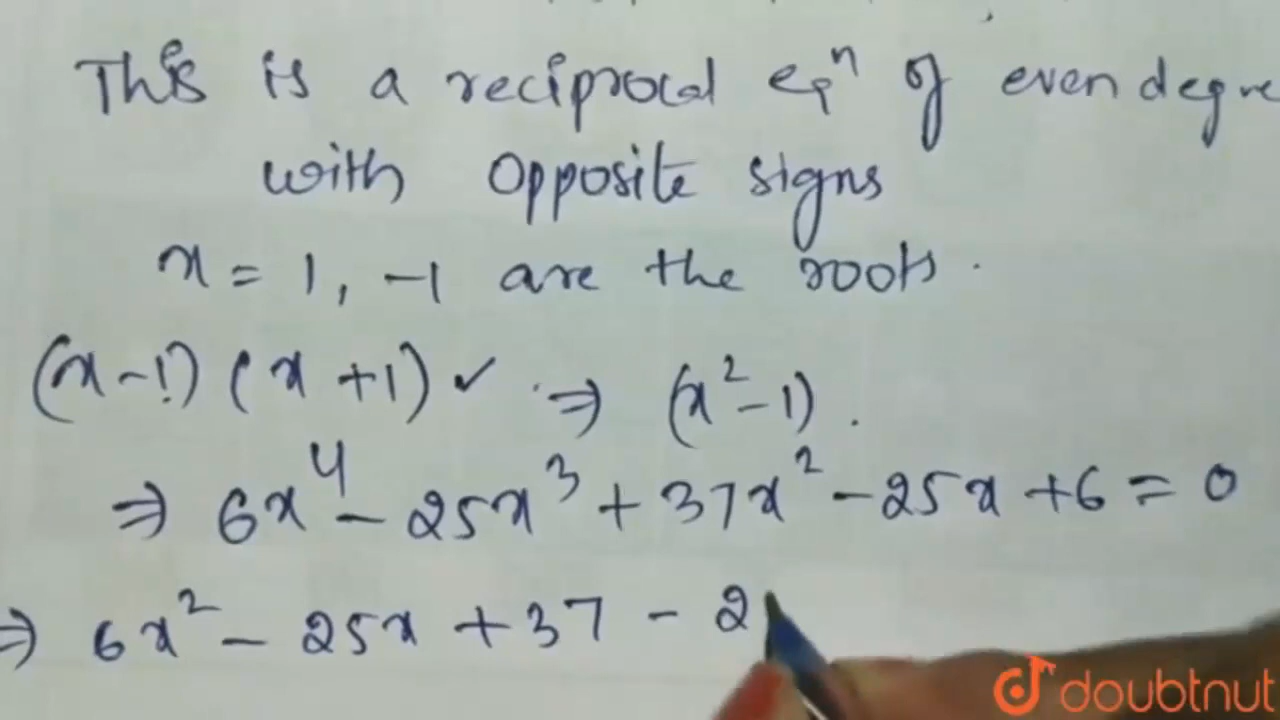 This is a reciprocal eqⁿ of even degre
with opposite signs
x = 1, -1 are the roots.
(x-1) (x+1) ✓ ⇒ (x²-1).
⇒ 6x⁴ - 25x³ + 37x² - 25x + 6 = 0
⇒ 6x² - 25x + 37 - 2
doubtnut